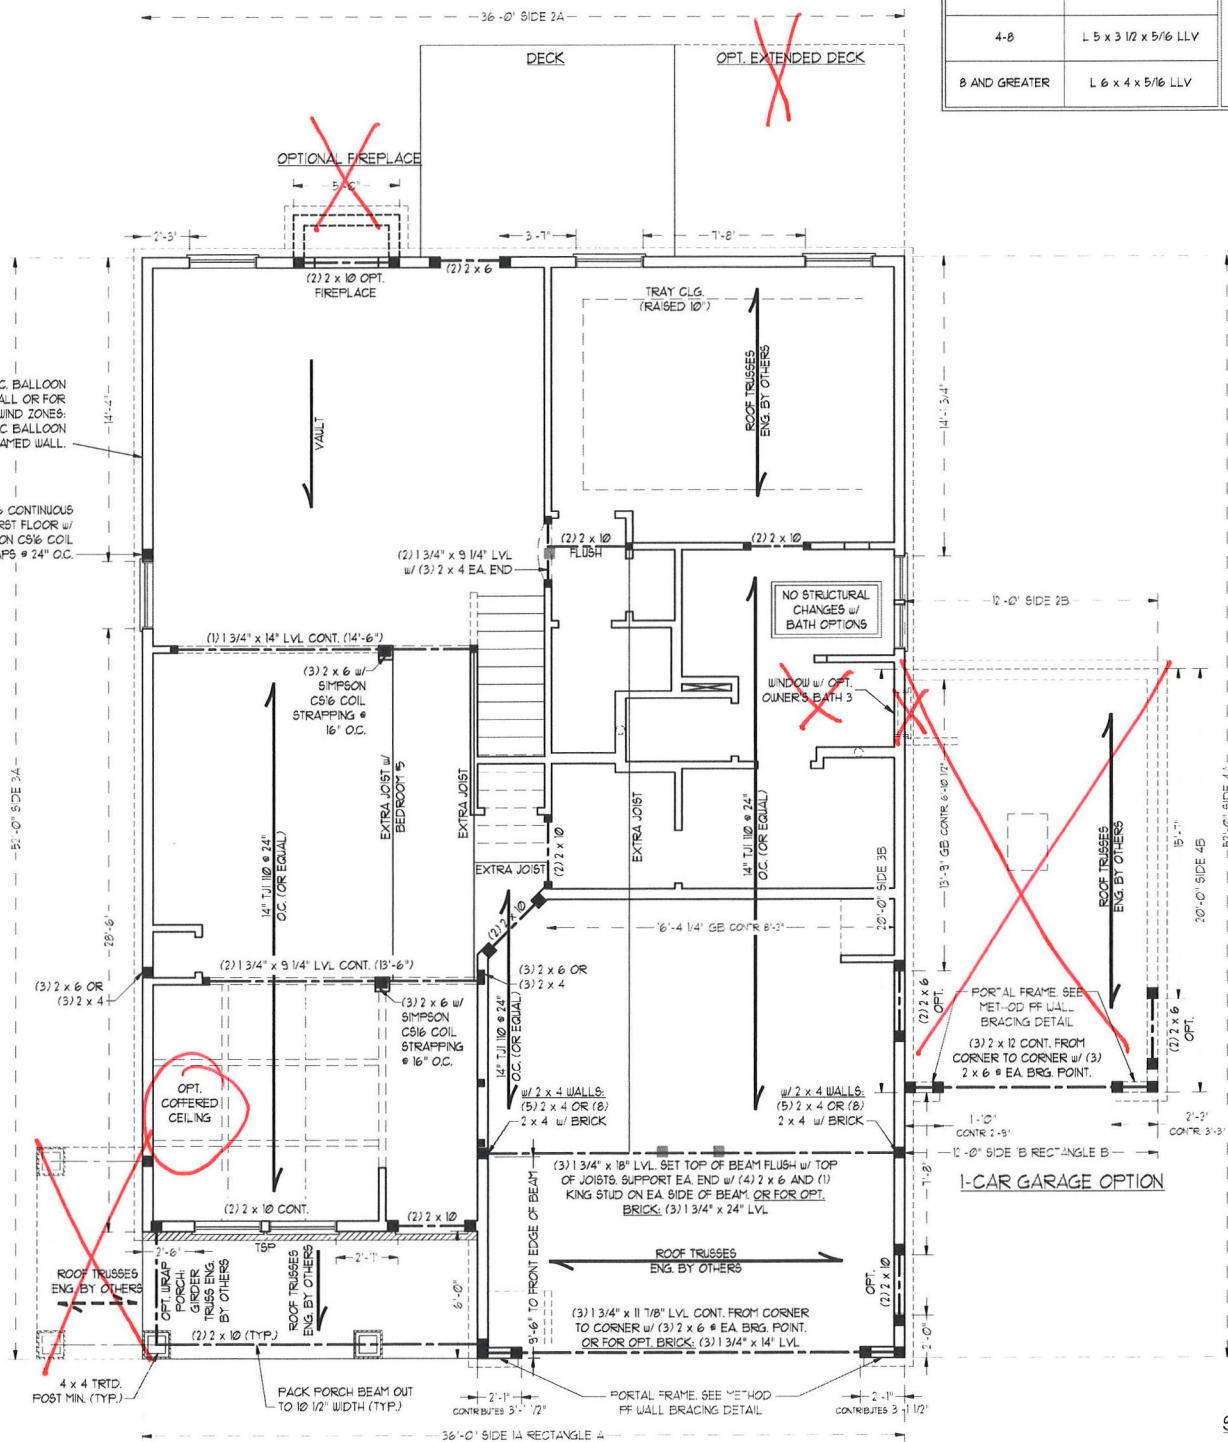 36'-0" SIDE 2A
4-8
L 5 x 3 1/2 x 5/16 LLV
8 AND GREATER
L 6 x 4 x 5/16 LLV
DECK
OPT. EXTENDED DECK
OPTIONAL FIREPLACE
5'-0"
2'-3"
3'-7"
7'-8"
(2) 2 x 10 OPT.
FIREPLACE
(2) 2 x 6
TRAY CLG.
(RAISED 10")
ROOF TRUSSES
ENG. BY OTHERS
C. BALLOON
ALL OR FOR
WIND ZONES:
C BALLOON
AMED WALL.
14'-4"
VAULT
CONTINUOUS
RST FLOOR w/
ON CS16 COIL
APS @ 24" O.C.
(2) 1 3/4" x 9 1/4" LVL
w/ (3) 2 x 4 EA. END
(2) 2 x 10
FLUSH
(2) 2 x 10
NO STRUCTURAL
CHANGES w/
BATH OPTIONS
12'-0" SIDE 2B
(1) 1 3/4" x 14" LVL CONT. (14'-6")
(3) 2 x 6 w/
SIMPSON
CS16 COIL
STRAPPING @
16" O.C.
WINDOW w/ OPT.
OWNER'S BATH 3
52'-0" SIDE 3A
28'-6"
14" TJI 110 @ 24"
O.C. (OR EQUAL)
EXTRA JOIST w/
BEDROOM #5
EXTRA JOIST
EXTRA JOIST
(2) 2 x 10
EXTRA JOIST
14" TJI 110 @ 24"
O.C. (OR EQUAL)
20'-0" SIDE 3B
13'-9" GB CONTR. 6'-10 1/2"
ROOF TRUSSES
ENG. BY OTHERS
15'-7"
20'-0" SIDE 4B
(2) 2 x 10
16'-4 1/4" GB CONTR 8'-2"
(2) 1 3/4" x 9 1/4" LVL CONT. (13'-6")
(3) 2 x 6 OR
(3) 2 x 4
(3) 2 x 6 OR
(3) 2 x 4
(3) 2 x 6 w/
SIMPSON
CS16 COIL
STRAPPING
@ 16" O.C.
14" TJI 110 @ 24"
O.C. (OR EQUAL)
(2) 2 x 6
OPT.
PORTAL FRAME. SEE
METHOD PF WALL
BRACING DETAIL
(3) 2 x 12 CONT. FROM
CORNER TO CORNER w/ (3)
2 x 6 @ EA. BRG. POINT.
(2) 2 x 6
OPT.
OPT.
COFFERED
CEILING
w/ 2 x 4 WALLS:
(5) 2 x 4 OR (8)
2 x 4 w/ BRICK
w/ 2 x 4 WALLS:
(5) 2 x 4 OR (8)
2 x 4 w/ BRICK
1'-10"
CONTR 2'-9"
2'-2"
CONTR. 3'-3"
12'-0" SIDE 1B RECTANGLE B
1-CAR GARAGE OPTION
(3) 1 3/4" x 18" LVL. SET TOP OF BEAM FLUSH w/ TOP
OF JOISTS. SUPPORT EA. END w/ (4) 2 x 6 AND (1)
KING STUD ON EA. SIDE OF BEAM. OR FOR OPT.
BRICK: (3) 1 3/4" x 24" LVL
7'-8"
(2) 2 x 10 CONT.
(2) 2 x 10
TSP
2'-6"
2'-7"
ROOF TRUSSES
ENG. BY OTHERS
OPT. WRAP
PORCH:
GIRDER
TRUSS ENG.
BY OTHERS
ROOF TRUSSES
ENG. BY OTHERS
6'-0"
9'-6" TO FRONT EDGE OF BEAM
ROOF TRUSSES
ENG. BY OTHERS
OPT.
(2) 2 x 10
(2) 2 x 10 (TYP.)
(3) 1 3/4" x 11 7/8" LVL CONT. FROM CORNER
TO CORNER w/ (3) 2 x 6 @ EA. BRG. POINT.
OR FOR OPT. BRICK: (3) 1 3/4" x 14" LVL
2'-0"
4 x 4 TRTD.
POST MIN. (TYP.)
PACK PORCH BEAM OUT
TO 10 1/2" WIDTH (TYP.)
2'-1"
PORTAL FRAME. SEE METHOD
PF WALL BRACING DETAIL
2'-1"
36'-0" SIDE 1A RECTANGLE A